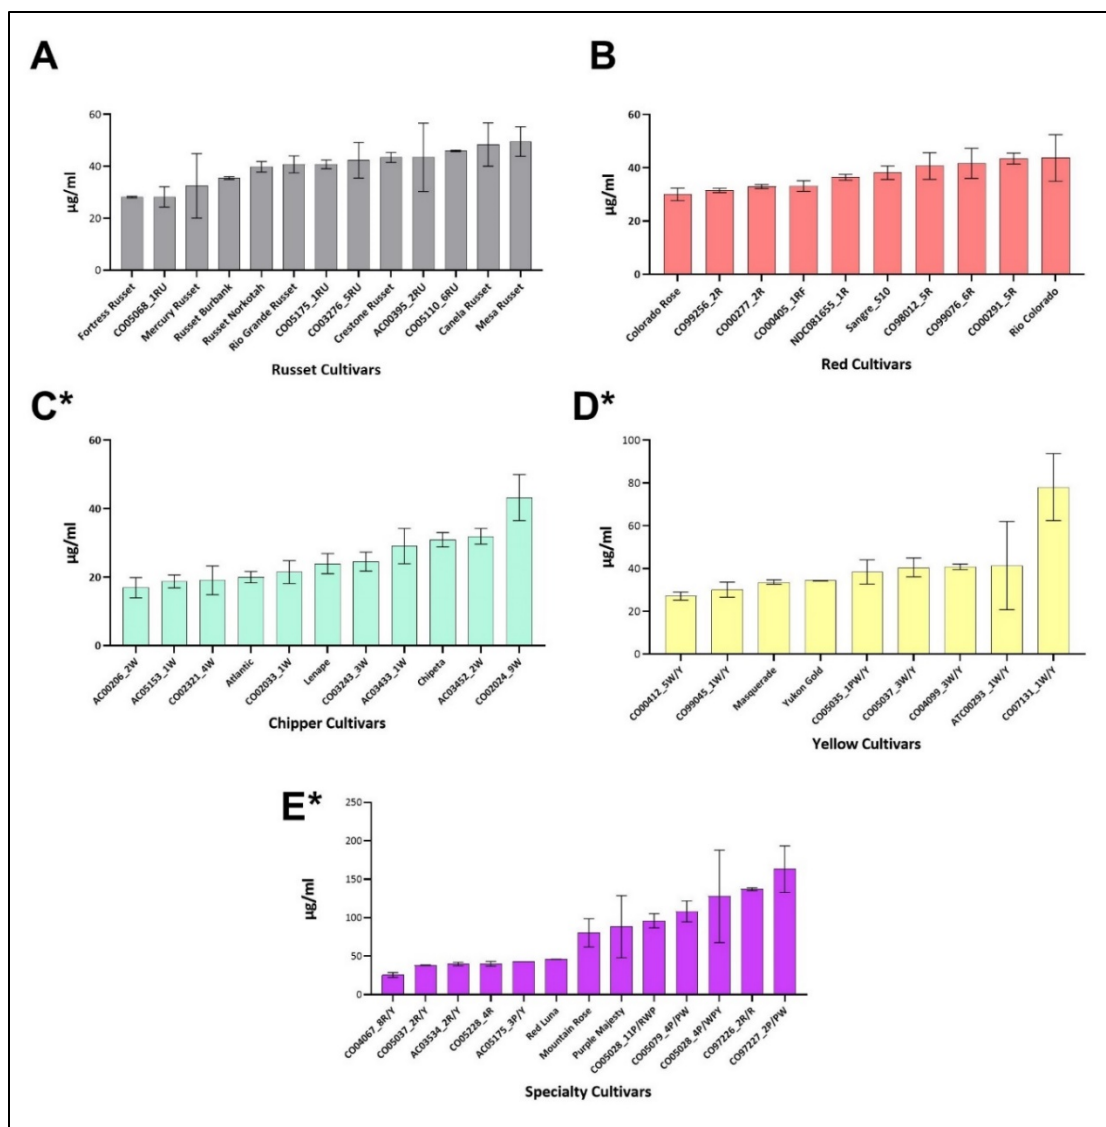 A
60
40
20
0
µg/ml
Fortress Russet
CO05068_1RU
Mercury Russet
Russet Burbank
Russet Norkotah
Rio Grande Russet
CO05175_1RU
CO03276_5RU
Crestone Russet
AC00395_2RU
CO05110_6RU
Canela Russet
Mesa Russet
Russet Cultivars
B
60
40
20
0
µg/ml
Colorado Rose
CO99256_2R
CO00277_2R
CO00405_1RF
NDC081655_1R
Sangre_S10
CO98012_5R
CO99076_6R
CO00291_5R
Rio Colorado
Red Cultivars
C*
60
40
20
0
µg/ml
AC00206_2W
AC05153_1W
CO02321_4W
Atlantic
CO02033_1W
Lenape
CO03243_3W
AC03433_1W
Chipeta
AC03452_2W
CO02024_9W
Chipper Cultivars
D*
100
80
60
40
20
0
µg/ml
CO00412_5W/Y
CO99045_1W/Y
Masquerade
Yukon Gold
CO05035_1PW/Y
CO05037_3W/Y
CO04099_3W/Y
ATC00293 _1W/Y
CO07131_1W/Y
Yellow Cultivars
E*
250
200
150
100
50
0
µg/ml
CO04067_8R/Y
CO05037_2R/Y
AC03534_2R/Y
CO05228_4R
AC05175_3P/Y
Red Luna
Mountain Rose
Purple Majesty
CO05028_11P/RWP
CO05079_4P/PW
CO05028_4P/WPY
CO97226_2R/R
CO97227_2P/PW
Specialty Cultivars